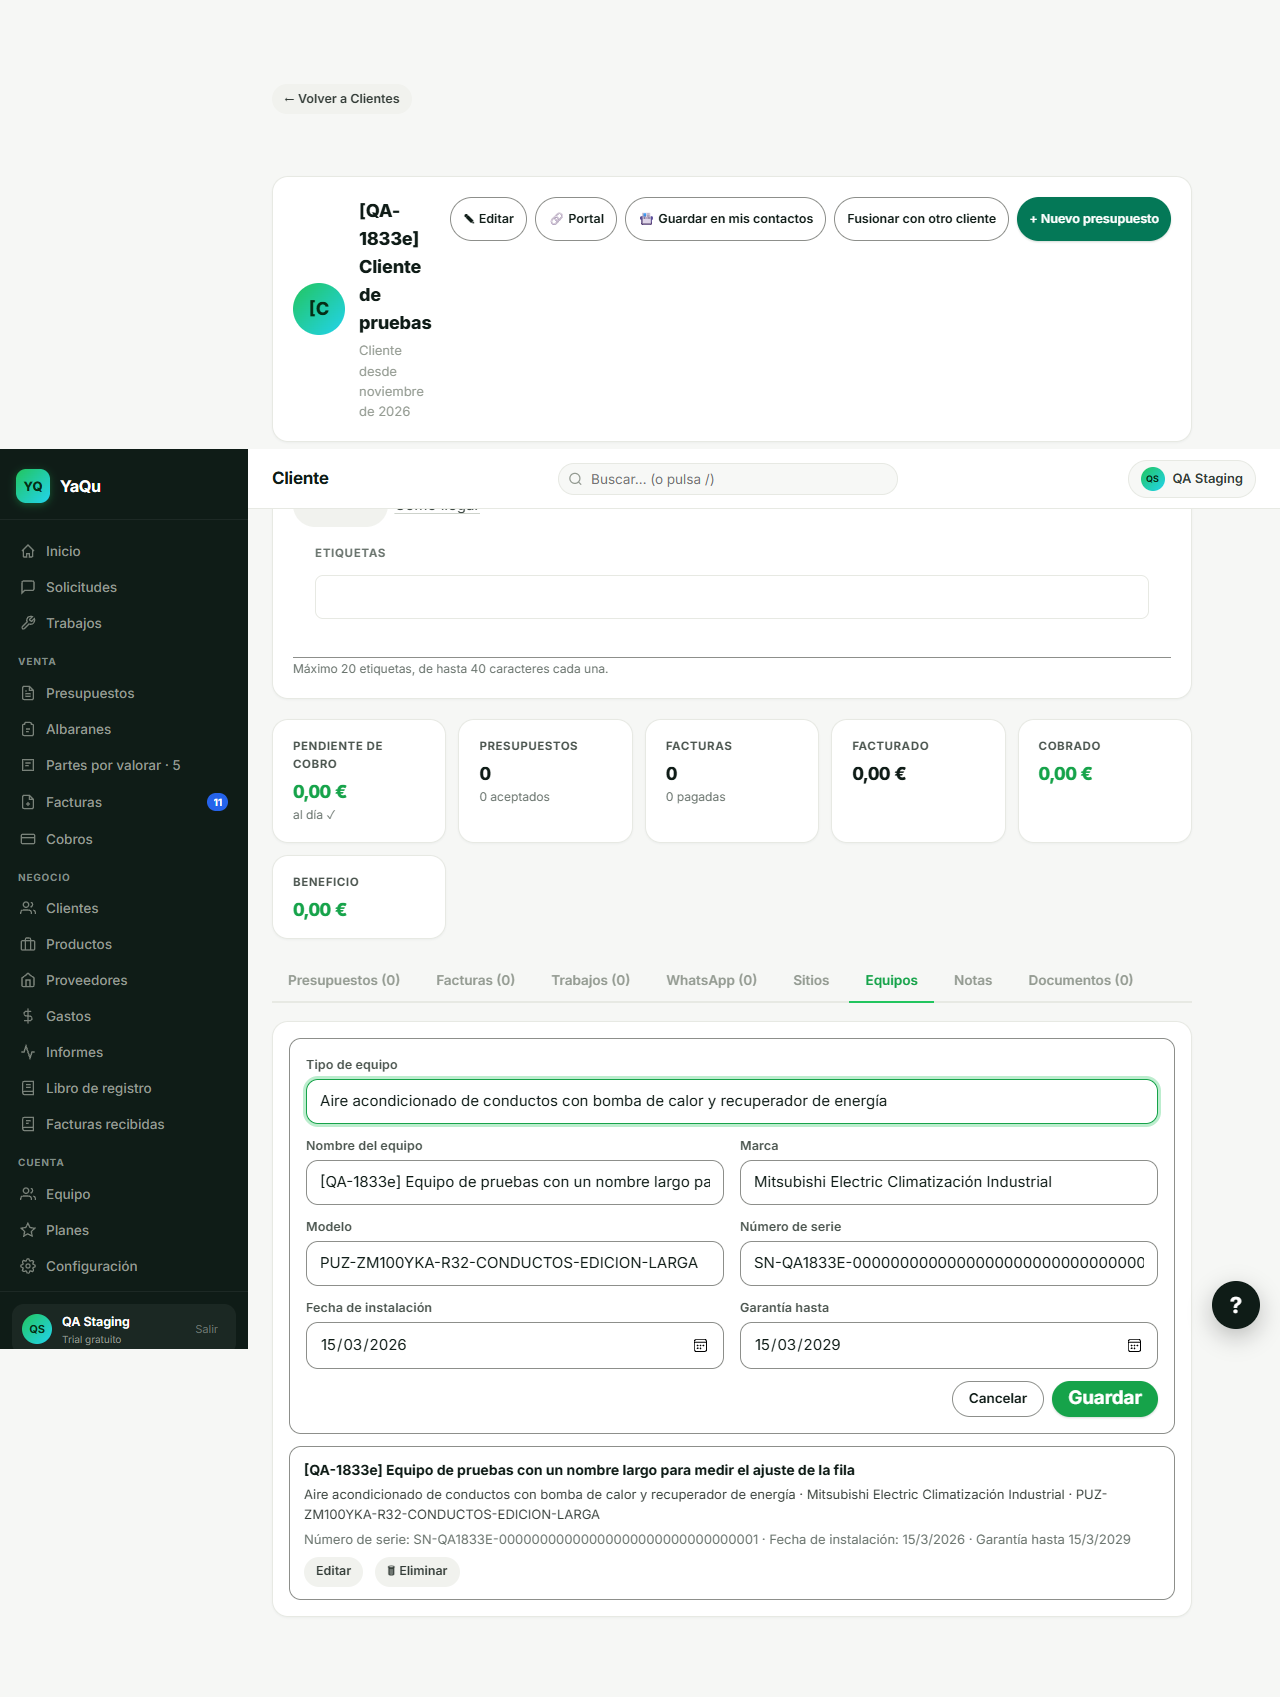 ← Volver a Clientes
[C
[QA-
1833e]
Cliente
de
pruebas
Cliente
desde
noviembre
de 2026
Editar
Portal
Guardar en mis contactos
Fusionar con otro cliente
+ Nuevo presupuesto
YQ
YaQu
Cliente
Buscar... (o pulsa /)
QS
QA Staging
Inicio
Solicitudes
Trabajos
VENTA
Presupuestos
Albaranes
Partes por valorar · 5
Facturas
11
Cobros
NEGOCIO
Clientes
Productos
Proveedores
Gastos
Informes
Libro de registro
Facturas recibidas
CUENTA
Equipo
Planes
Configuración
QS
QA Staging
Trial gratuito
Salir
ETIQUETAS
Máximo 20 etiquetas, de hasta 40 caracteres cada una.
PENDIENTE DE
COBRO
0,00 €
al día ✓
PRESUPUESTOS
0
0 aceptados
FACTURAS
0
0 pagadas
FACTURADO
0,00 €
COBRADO
0,00 €
BENEFICIO
0,00 €
Presupuestos (0)
Facturas (0)
Trabajos (0)
WhatsApp (0)
Sitios
Equipos
Notas
Documentos (0)
Tipo de equipo
Aire acondicionado de conductos con bomba de calor y recuperador de energía
Nombre del equipo
[QA-1833e] Equipo de pruebas con un nombre largo pa
Marca
Mitsubishi Electric Climatización Industrial
Modelo
PUZ-ZM100YKA-R32-CONDUCTOS-EDICION-LARGA
Número de serie
Fecha de instalación
15/03/2026
Garantía hasta
15/03/2029
Cancelar
Guardar
?
[QA-1833e] Equipo de pruebas con un nombre largo para medir el ajuste de la fila
Aire acondicionado de conductos con bomba de calor y recuperador de energía · Mitsubishi Electric Climatización Industrial · PUZ-
ZM100YKA-R32-CONDUCTOS-EDICION-LARGA
Número de serie: · Fecha de instalación: 15/3/2026 · Garantía hasta 15/3/2029
Editar
Eliminar